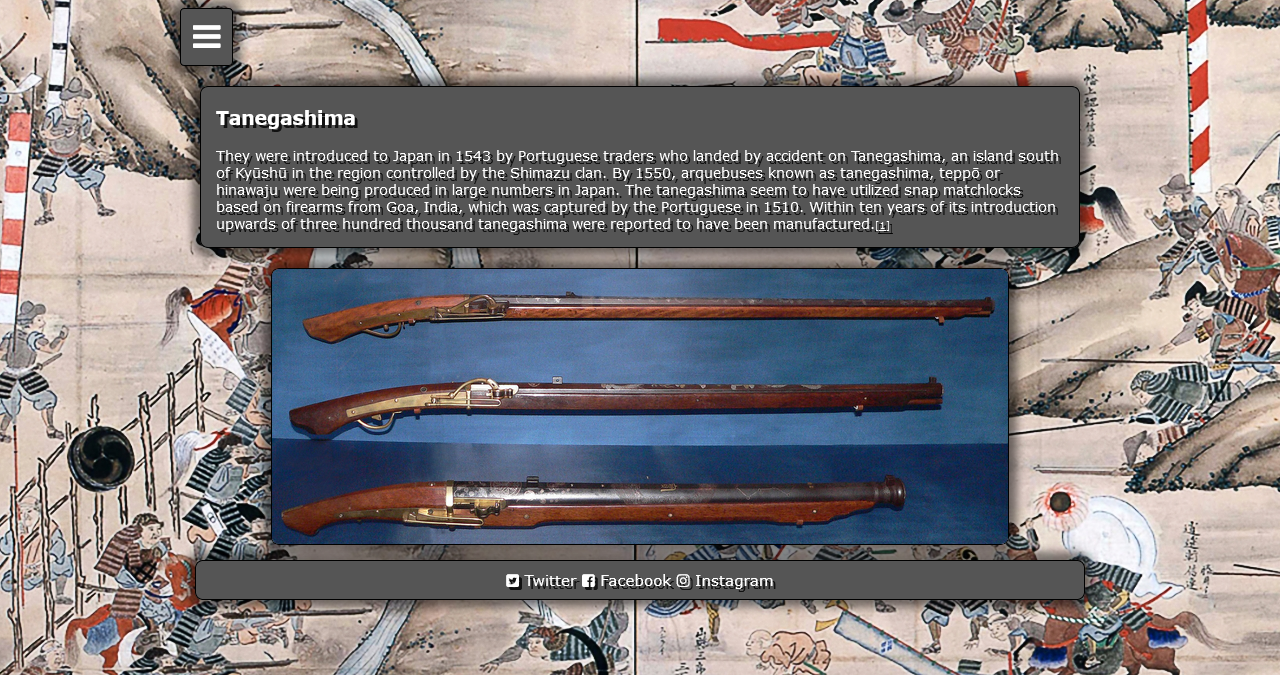 Tanegashima
They were introduced to Japan in 1543 by Portuguese traders who landed by accident on Tanegashima, an island south
of Kyūshū in the region controlled by the Shimazu clan. By 1550, arquebuses known as tanegashima, teppō or
hinawaju were being produced in large numbers in Japan. The tanegashima seem to have utilized snap matchlocks
based on firearms from Goa, India, which was captured by the Portuguese in 1510. Within ten years of its introduction
upwards of three hundred thousand tanegashima were reported to have been manufactured.[1]
Twitter Facebook Instagram